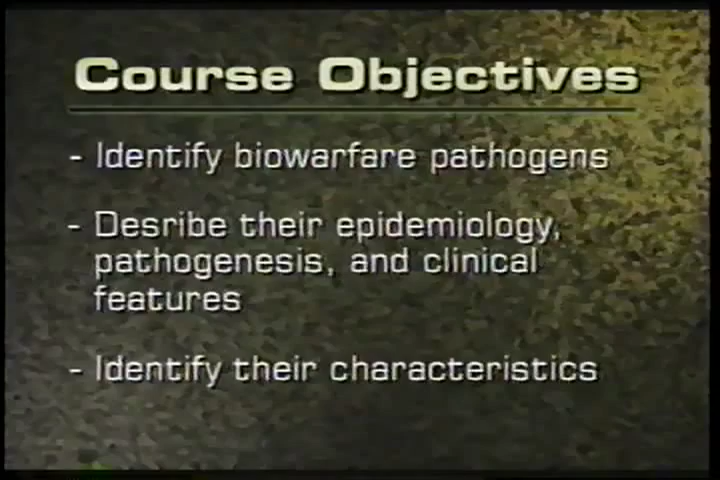 Course Objectives
- Identify biowarfare pathogens
- Desribe their epidemiology,
pathogenesis, and clinical
features
- Identify their characteristics